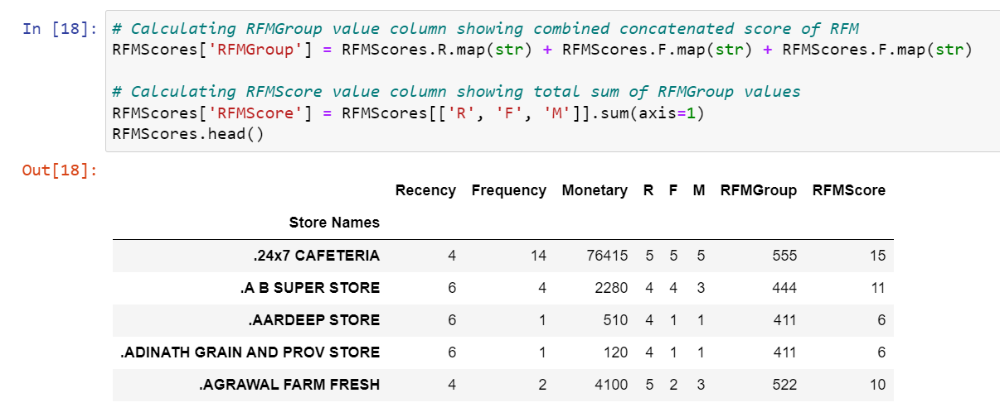 In [18]: # Calculating RFMGroup value column showing combined concatenated score of RFM
RFMScores['RFMGroup'] = RFMScores.R.map(str) + RFMScores.F.map(str) + RFMScores.F.map(str)
# Calculating RFMScore value column showing total sum of RFMGroup values
RFMScores['RFMScore'] = RFMScores[['R', 'F', 'M']].sum(axis=1)
RFMScores.head()
Out[18]:
Recency Frequency Monetary R F M RFMGroup RFMScore
Store Names
.24x7 CAFETERIA 4 14 76415 5 5 5 555 15
.A B SUPER STORE 6 4 2280 4 4 3 444 11
.AARDEEP STORE 6 1 510 4 1 1 411 6
.ADINATH GRAIN AND PROV STORE 6 1 120 4 1 1 411 6
.AGRAWAL FARM FRESH 4 2 4100 5 2 3 522 10